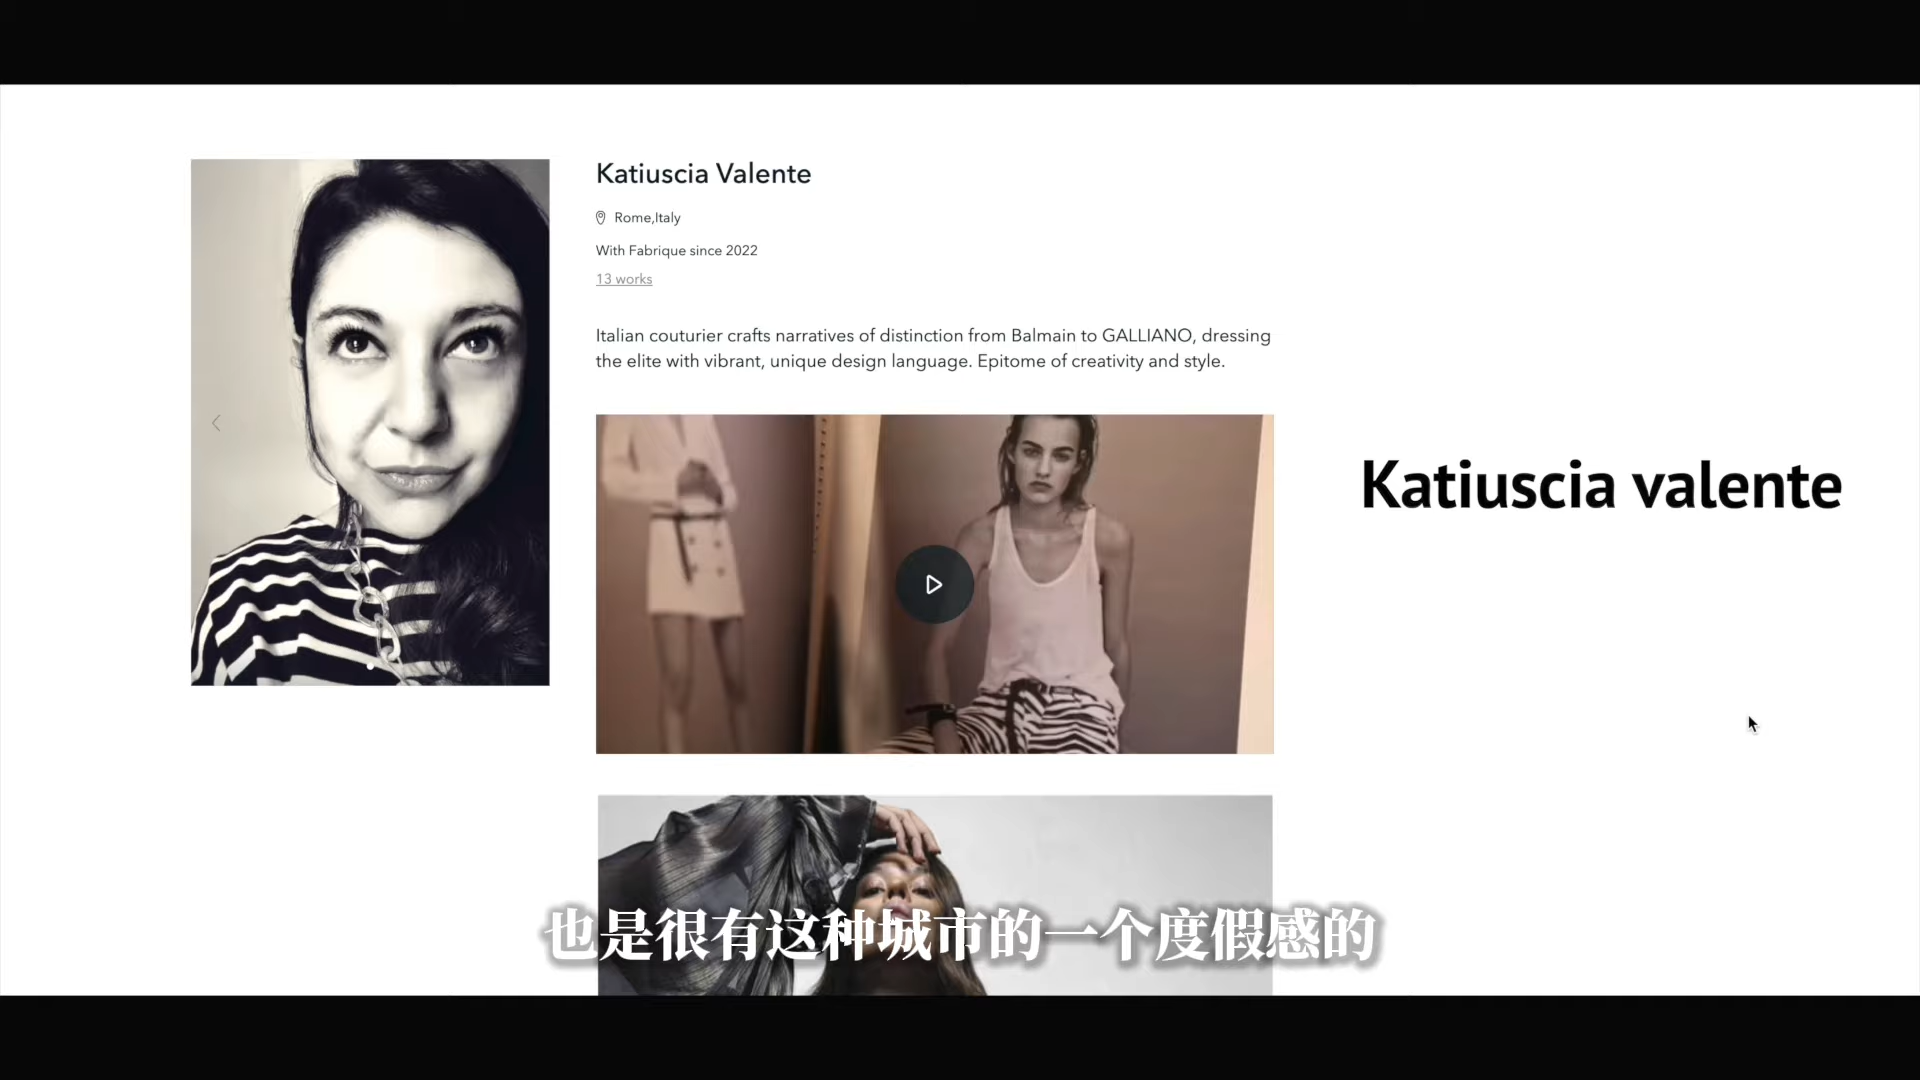 Katiuscia Valente
Rome,Italy
With Fabrique since 2022
13 works
Italian couturier crafts narratives of distinction from Balmain to GALLIANO, dressing
the elite with vibrant, unique design language. Epitome of creativity and style.
Katiuscia valente
也是很有这种城市的一个度假感的